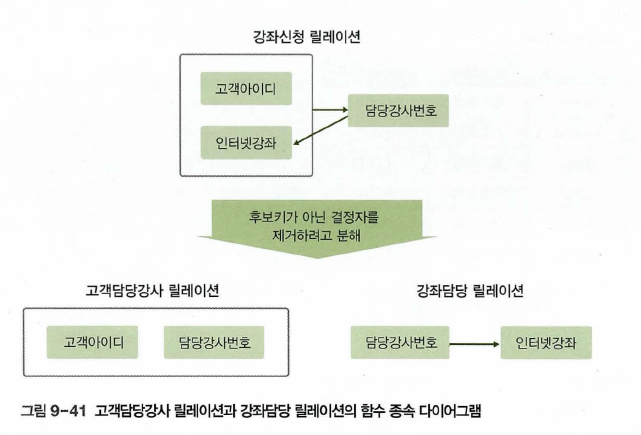 강좌신청 릴레이션
고객아이디
담당강사번호
인터넷강좌
후보키가 아닌 결정자를
제거하려고 분해
고객담당강사 릴레이션
강좌담당 릴레이션
고객아이디
담당강사번호
담당강사번호
인터넷강좌
그림 9-41 고객담당강사 릴레이션과 강좌담당 릴레이션의 함수 종속 다이어그램